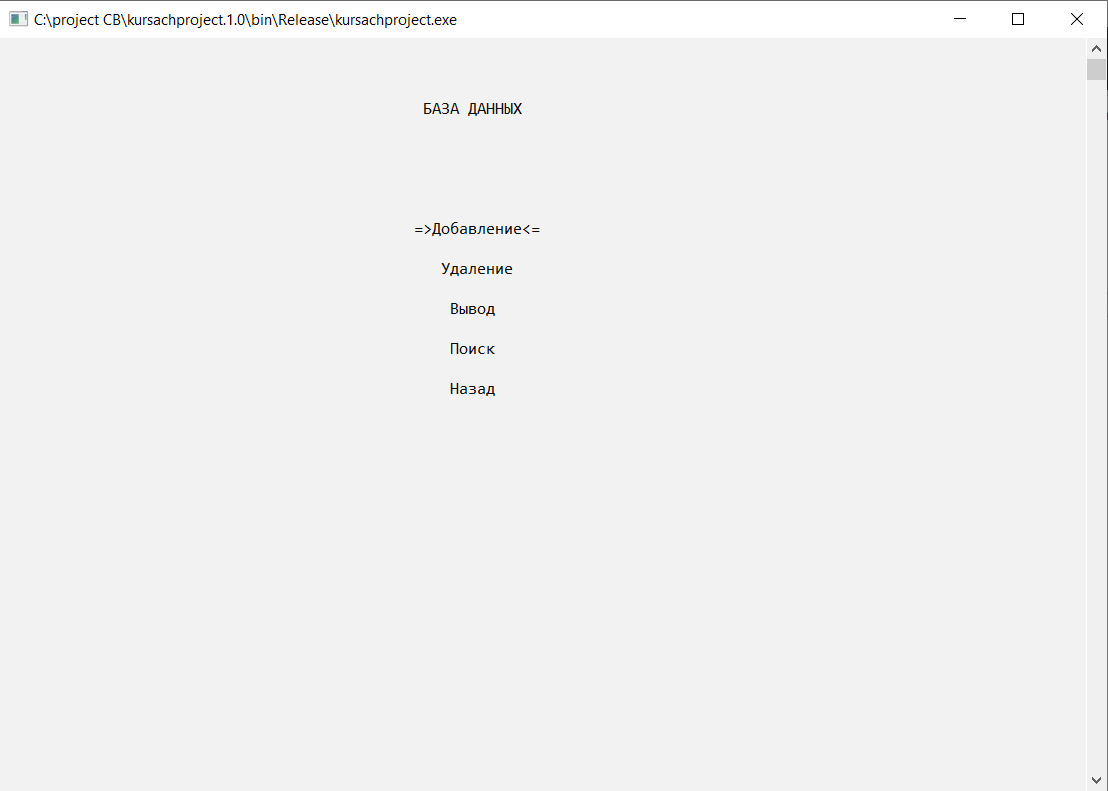 C:\project CB\kursachproject.1.0\bin\Release\kursachproject.exe
БАЗА ДАННЫХ
=>Добавление<=
Удаление
Вывод
Поиск
Назад